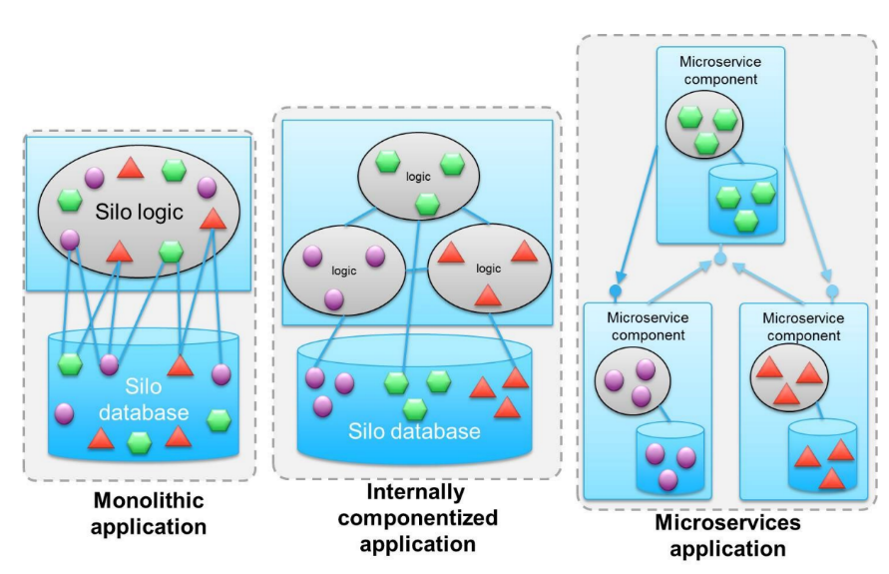 Silo logic
Silo
database
Monolithic
application
logic
logic
logic
Silo database
Internally
componentized
application
Microservice
component
Microservice
component
Microservice
component
Microservices
application